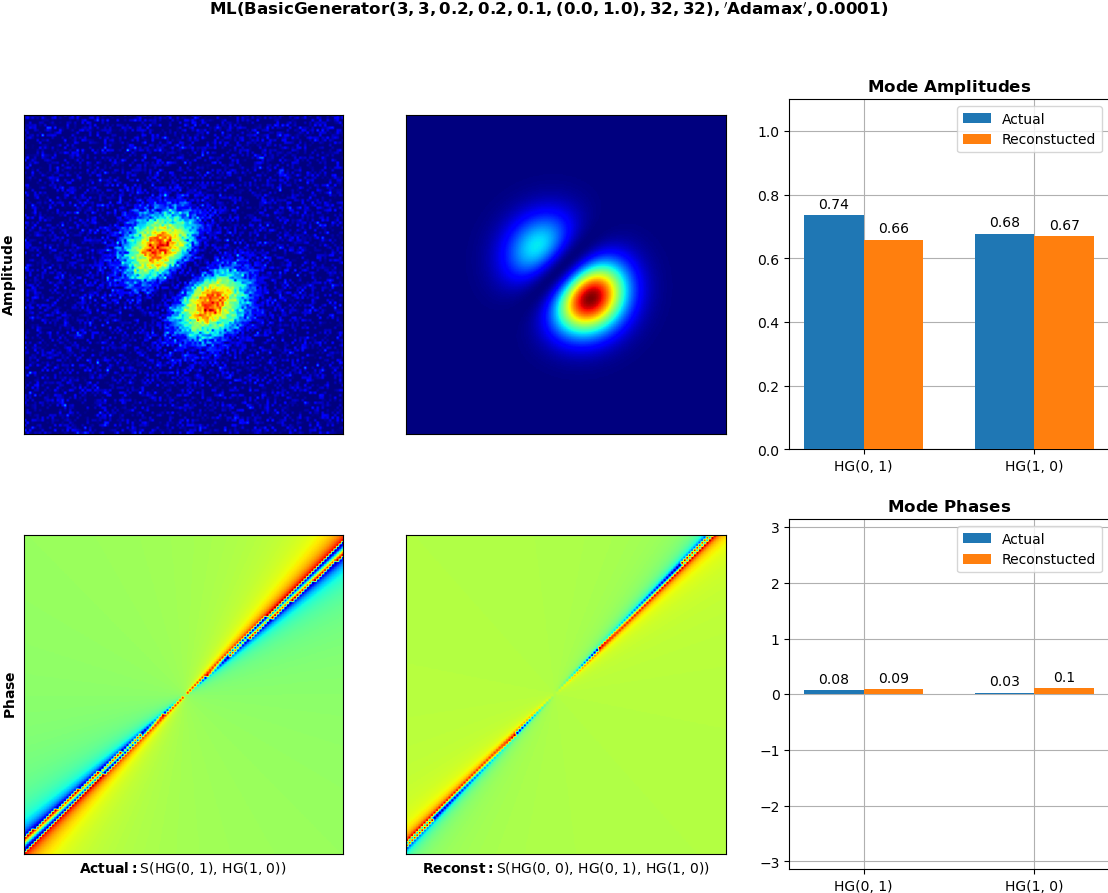 ML(BasicGenerator(3, 3, 0.2, 0.2, 0.1, (0.0, 1.0), 32, 32), ′Adamax′, 0.0001)
Amplitude
Mode Amplitudes
Actual
Reconstucted
1.0
0.8
0.6
0.4
0.2
0.0
0.74
0.66
0.68
0.67
HG(0, 1)
HG(1, 0)
Phase
Actual: S(HG(0, 1), HG(1, 0))
Reconst: S(HG(0, 0), HG(0, 1), HG(1, 0))
Mode Phases
Actual
Reconstucted
3
2
1
0
−1
−2
−3
0.08
0.09
0.03
0.1
HG(0, 1)
HG(1, 0)